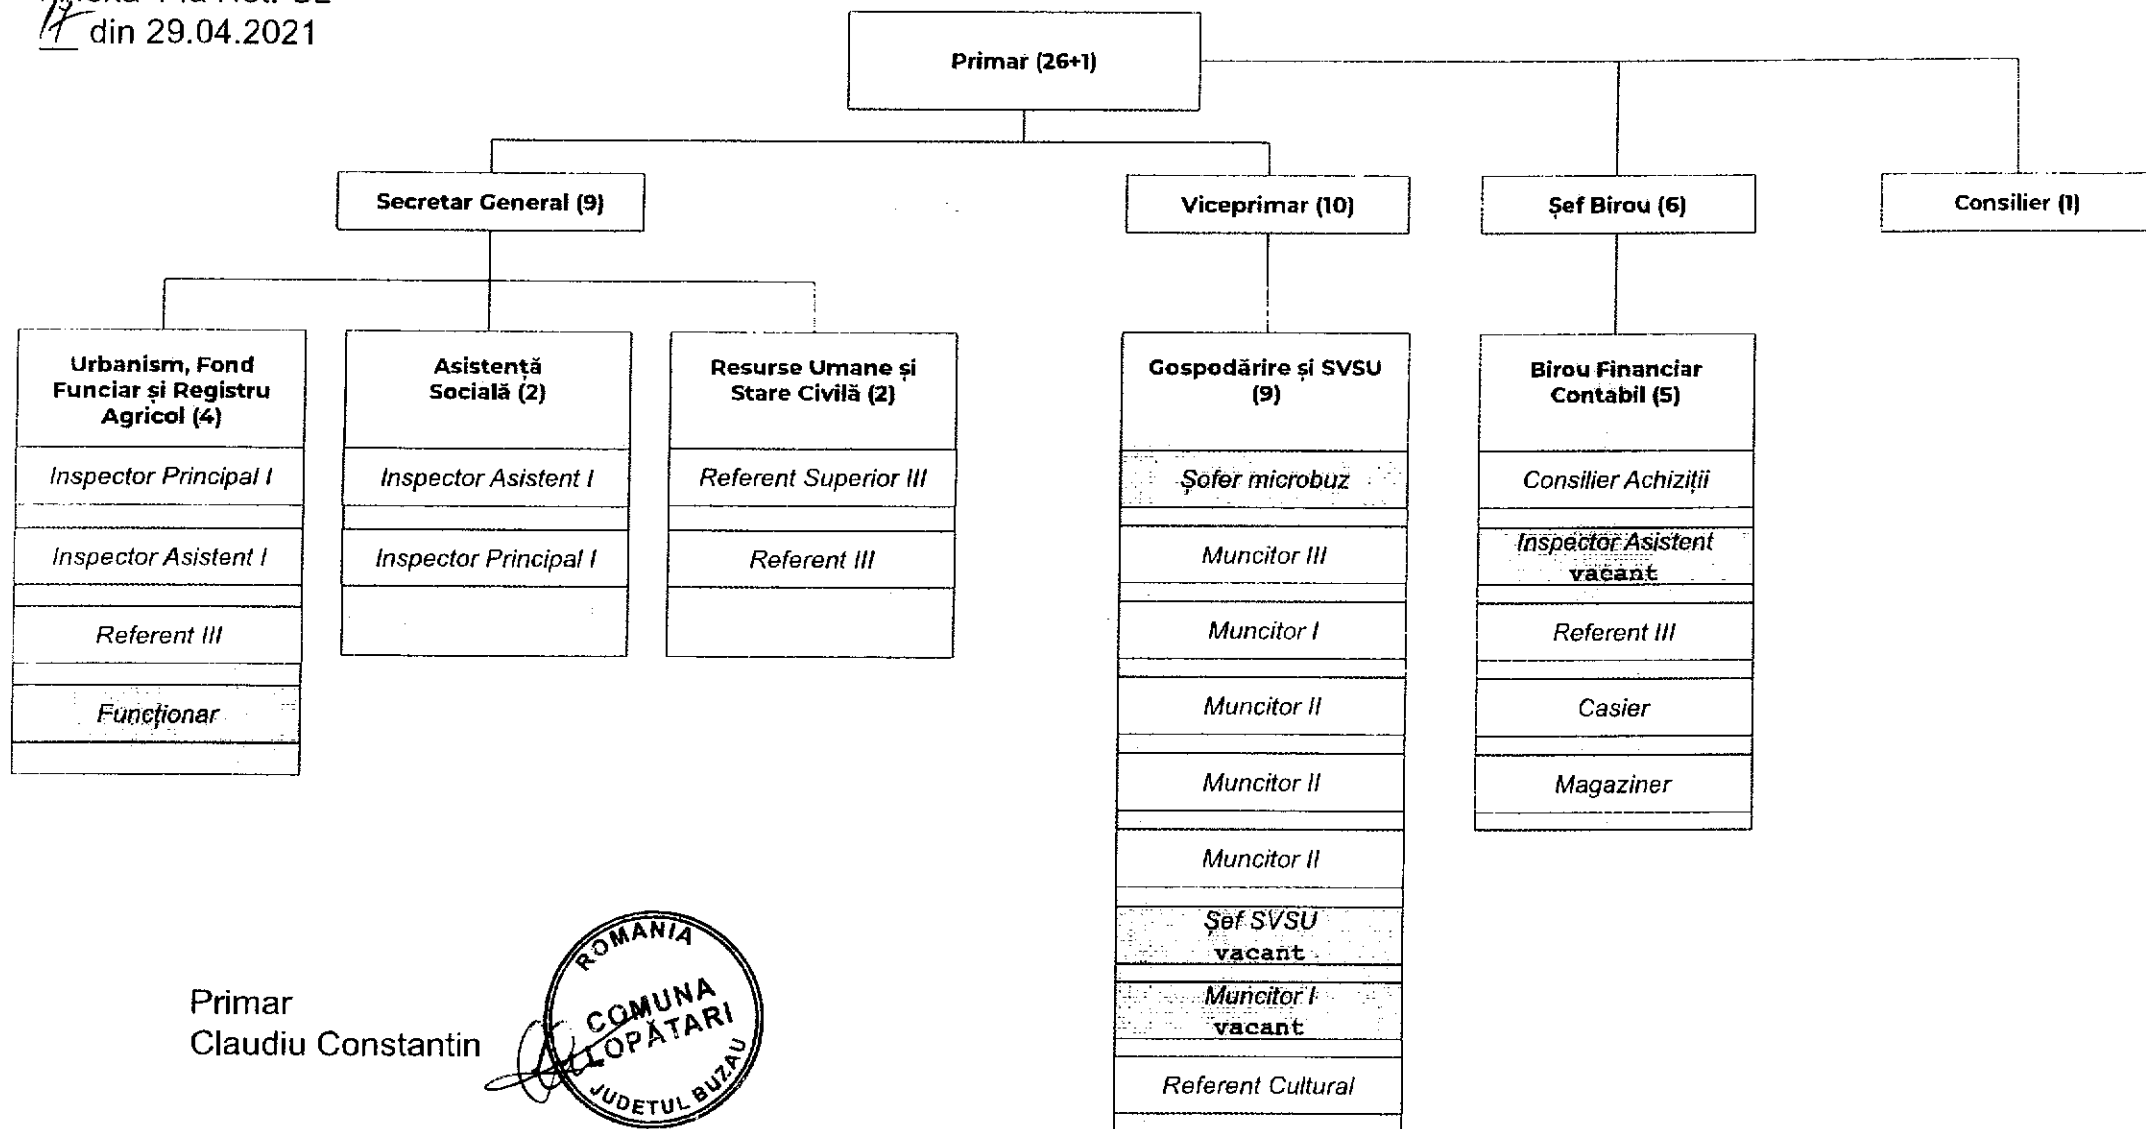 din 29.04.2021
Primar (26+1)
Secretar General (9)
Viceprimar (10)
Șef Birou (6)
Consilier (1)
Urbanism, Fond
Funciar și Registru
Agricol (4)
Inspector Principal I
Inspector Asistent I
Referent III
Funcționar
Asistență
Socială (2)
Inspector Asistent I
Inspector Principal I
Resurse Umane și
Stare Civilă (2)
Referent Superior III
Referent III
Gospodărire și SVSU
(9)
Șofer microbuz
Muncitor III
Muncitor I
Muncitor II
Muncitor II
Muncitor II
Șef SVSU
vacant
Muncitor I
vacant
Referent Cultural
Birou Financiar
Contabil (5)
Consilier Achiziții
Inspector Asistent
vacant
Referent III
Casier
Magaziner
Primar
Claudiu Constantin
ROMANIA
COMUNA
LOPĂTARI
JUDETUL BUZAU